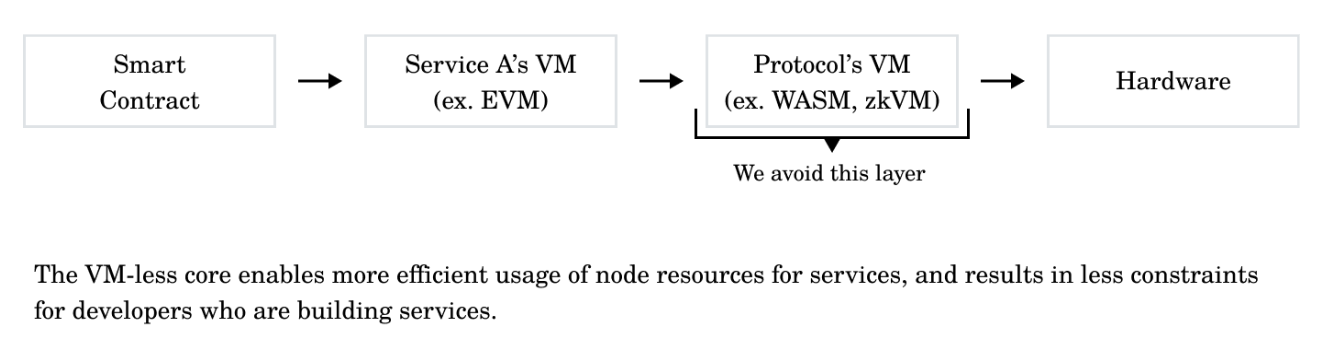 Smart
Contract
Service A's VM
(ex. EVM)
Protocol's VM
(ex. WASM, zkVM)
Hardware
We avoid this layer
The VM-less core enables more efficient usage of node resources for services, and results in less constraints
for developers who are building services.